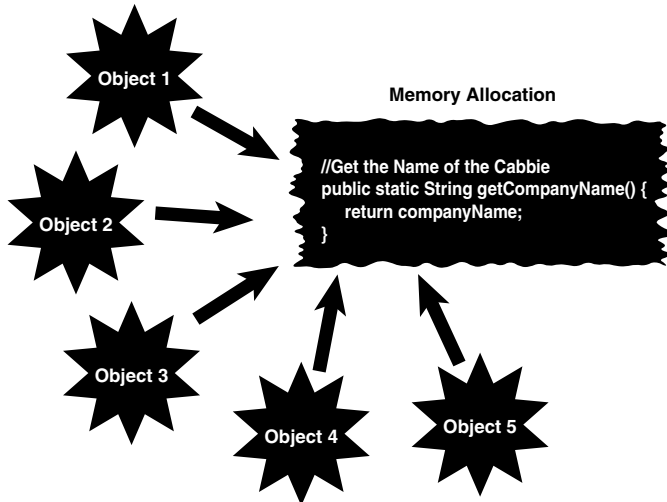 Object 1
Memory Allocation
//Get the Name of the Cabbie
public static String getCompanyName() {
return companyName;
}
Object 2
Object 3
Object 4
Object 5